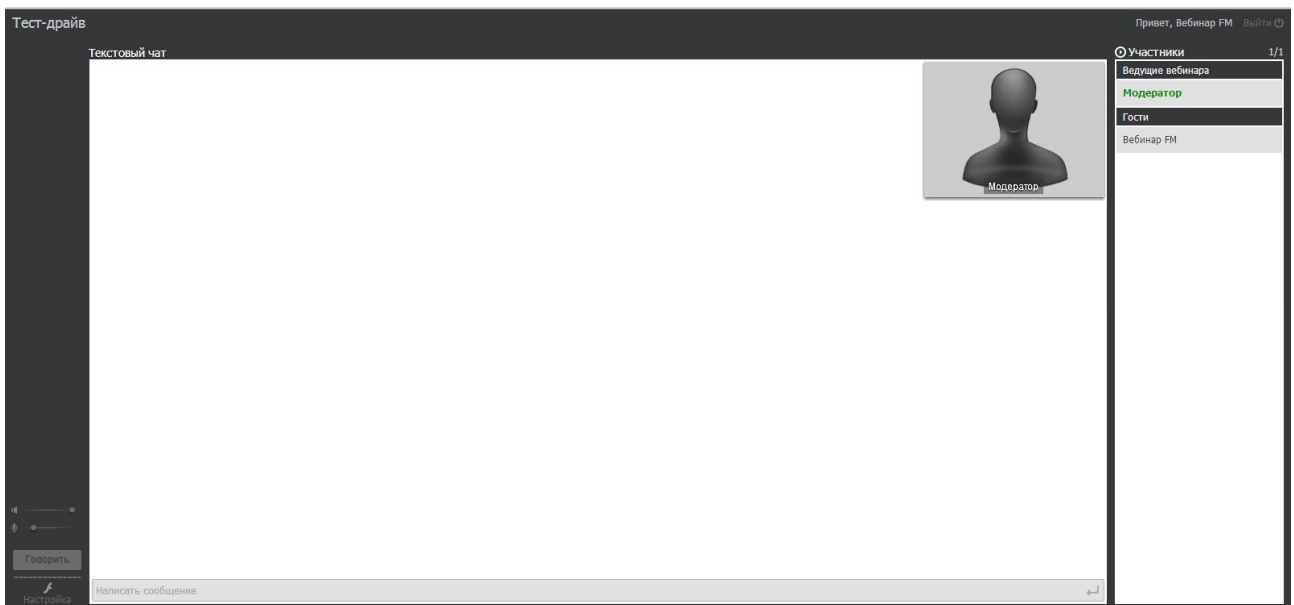 Тест-драйв
Привет, Вебинар FM Выйти
Текстовый чат
Участники 1/1
Ведущие вебинара
Модератор
Гости
Вебинар FM
Модератор
Говорить
Настройка
Написать сообщение